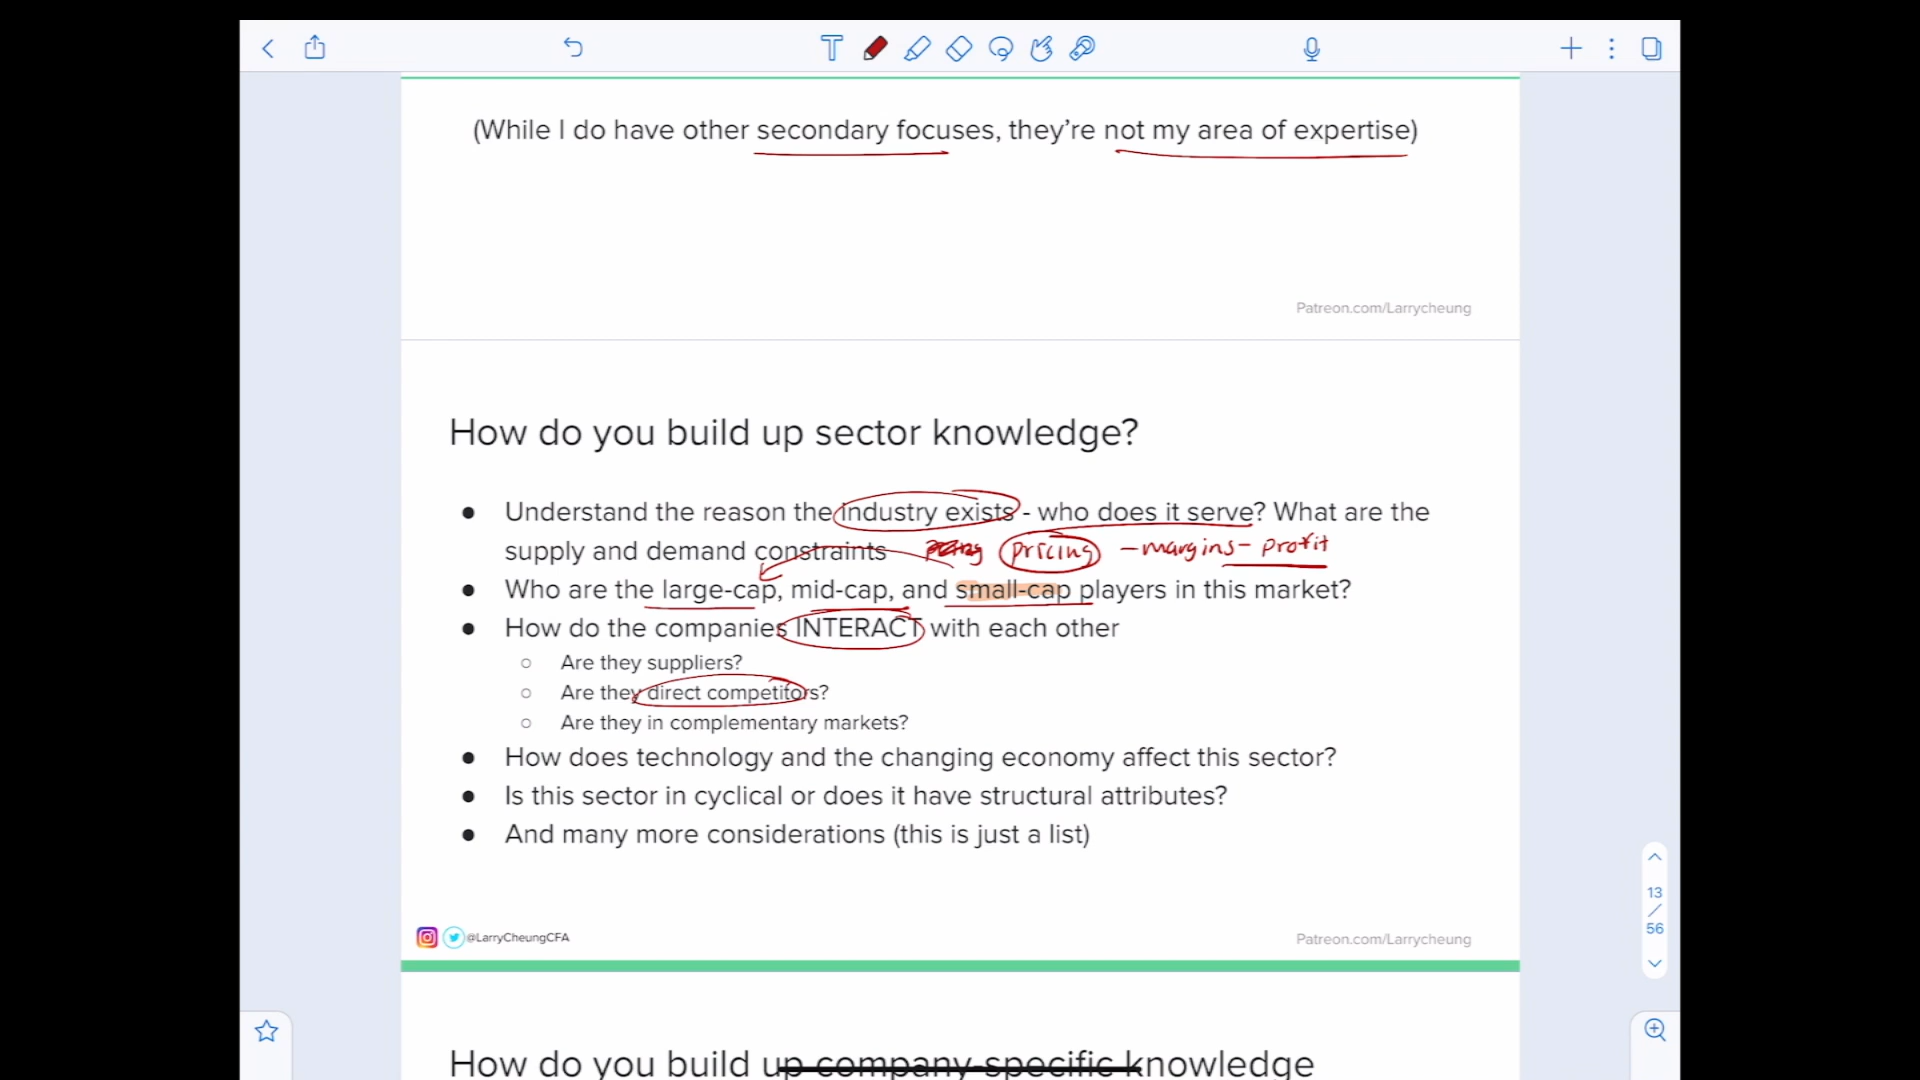 (While I do have other secondary focuses, they’re not my area of expertise)
Patreon.com/Larrycheung
How do you build up sector knowledge?
● Understand the reason the industry exists - who does it serve? What are the
supply and demand constraints pricing - margins - profit
● Who are the large-cap, mid-cap, and small-cap players in this market?
● How do the companies INTERACT with each other
○ Are they suppliers?
○ Are they direct competitors?
○ Are they in complementary markets?
● How does technology and the changing economy affect this sector?
● Is this sector in cyclical or does it have structural attributes?
● And many more considerations (this is just a list)
13
/
56
@LarryCheungCFA
Patreon.com/Larrycheung
How do you build up company-specific knowledge